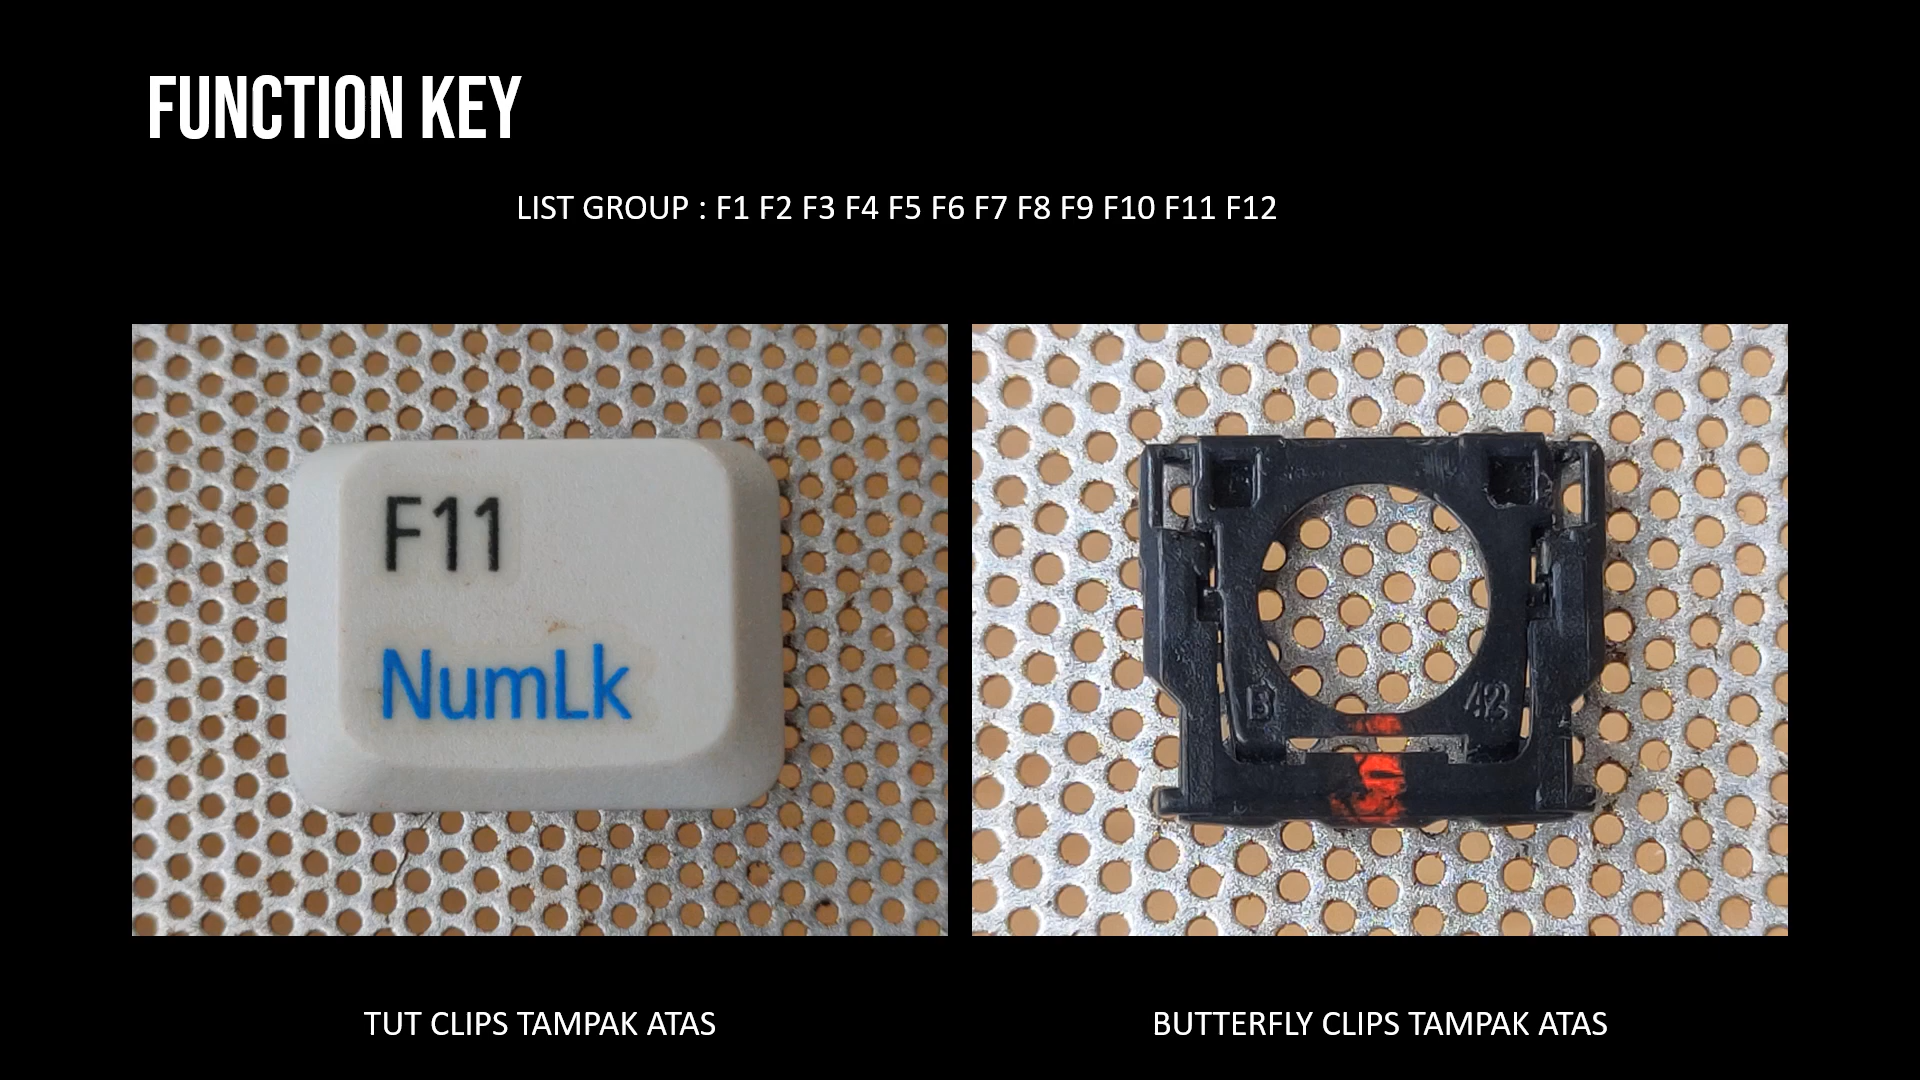 FUNCTION KEY
LIST GROUP : F1 F2 F3 F4 F5 F6 F7 F8 F9 F10 F11 F12
F11
NumLk
B 42
TUT CLIPS TAMPAK ATAS
BUTTERFLY CLIPS TAMPAK ATAS